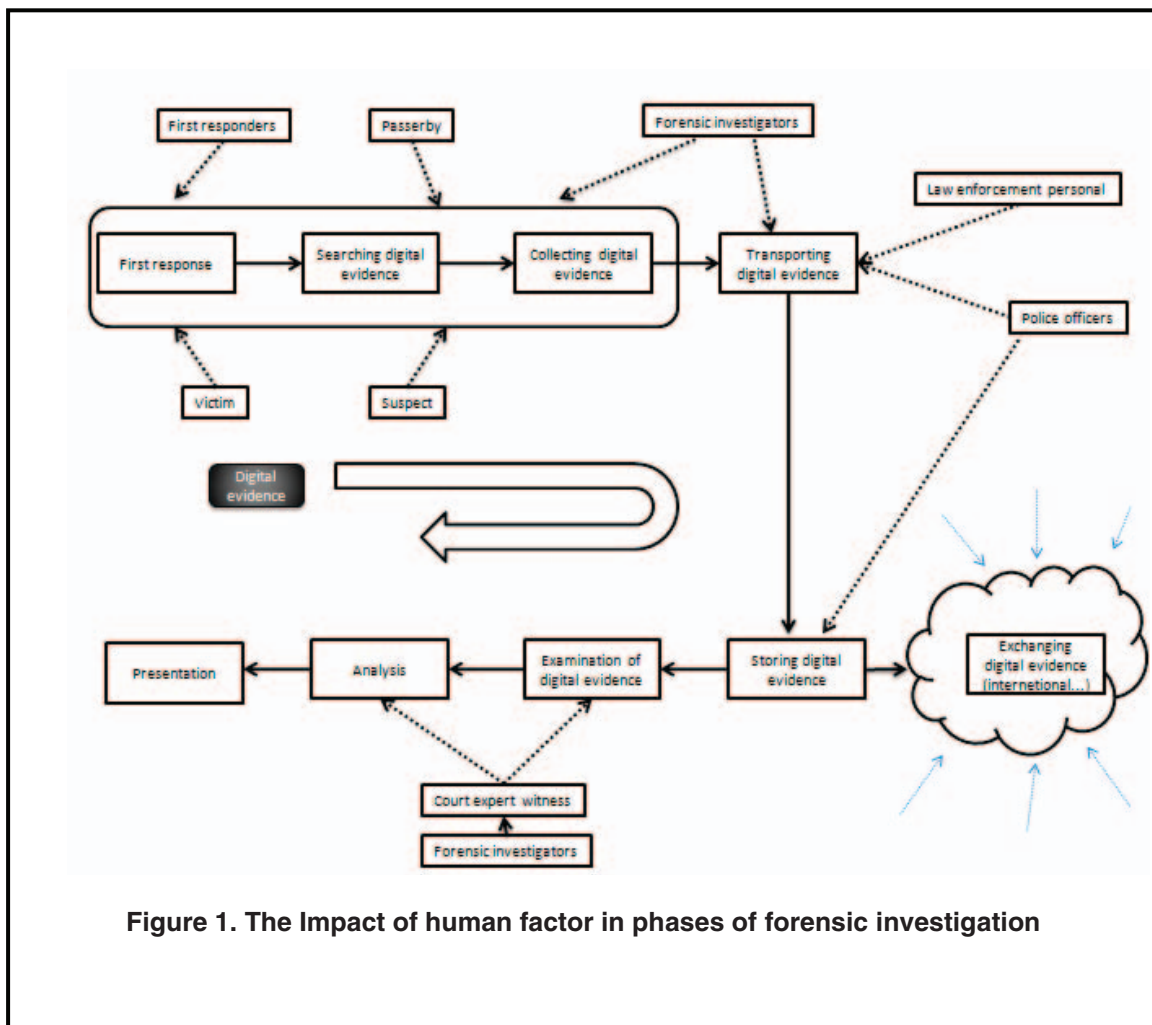 First responders
Passerby
Forensic investigators
Law enforcement personal
First response
Searching digital
evidence
Collecting digital
evidence
Transporting
digital evidence
Police officers
Victim
Suspect
Digital
evidence
Presentation
Analysis
Examination of
digital evidence
Storing digital
evidence
Exchanging
digital evidence
(internetional...)
Court expert witness
Forensic investigators
Figure 1. The Impact of human factor in phases of forensic investigation